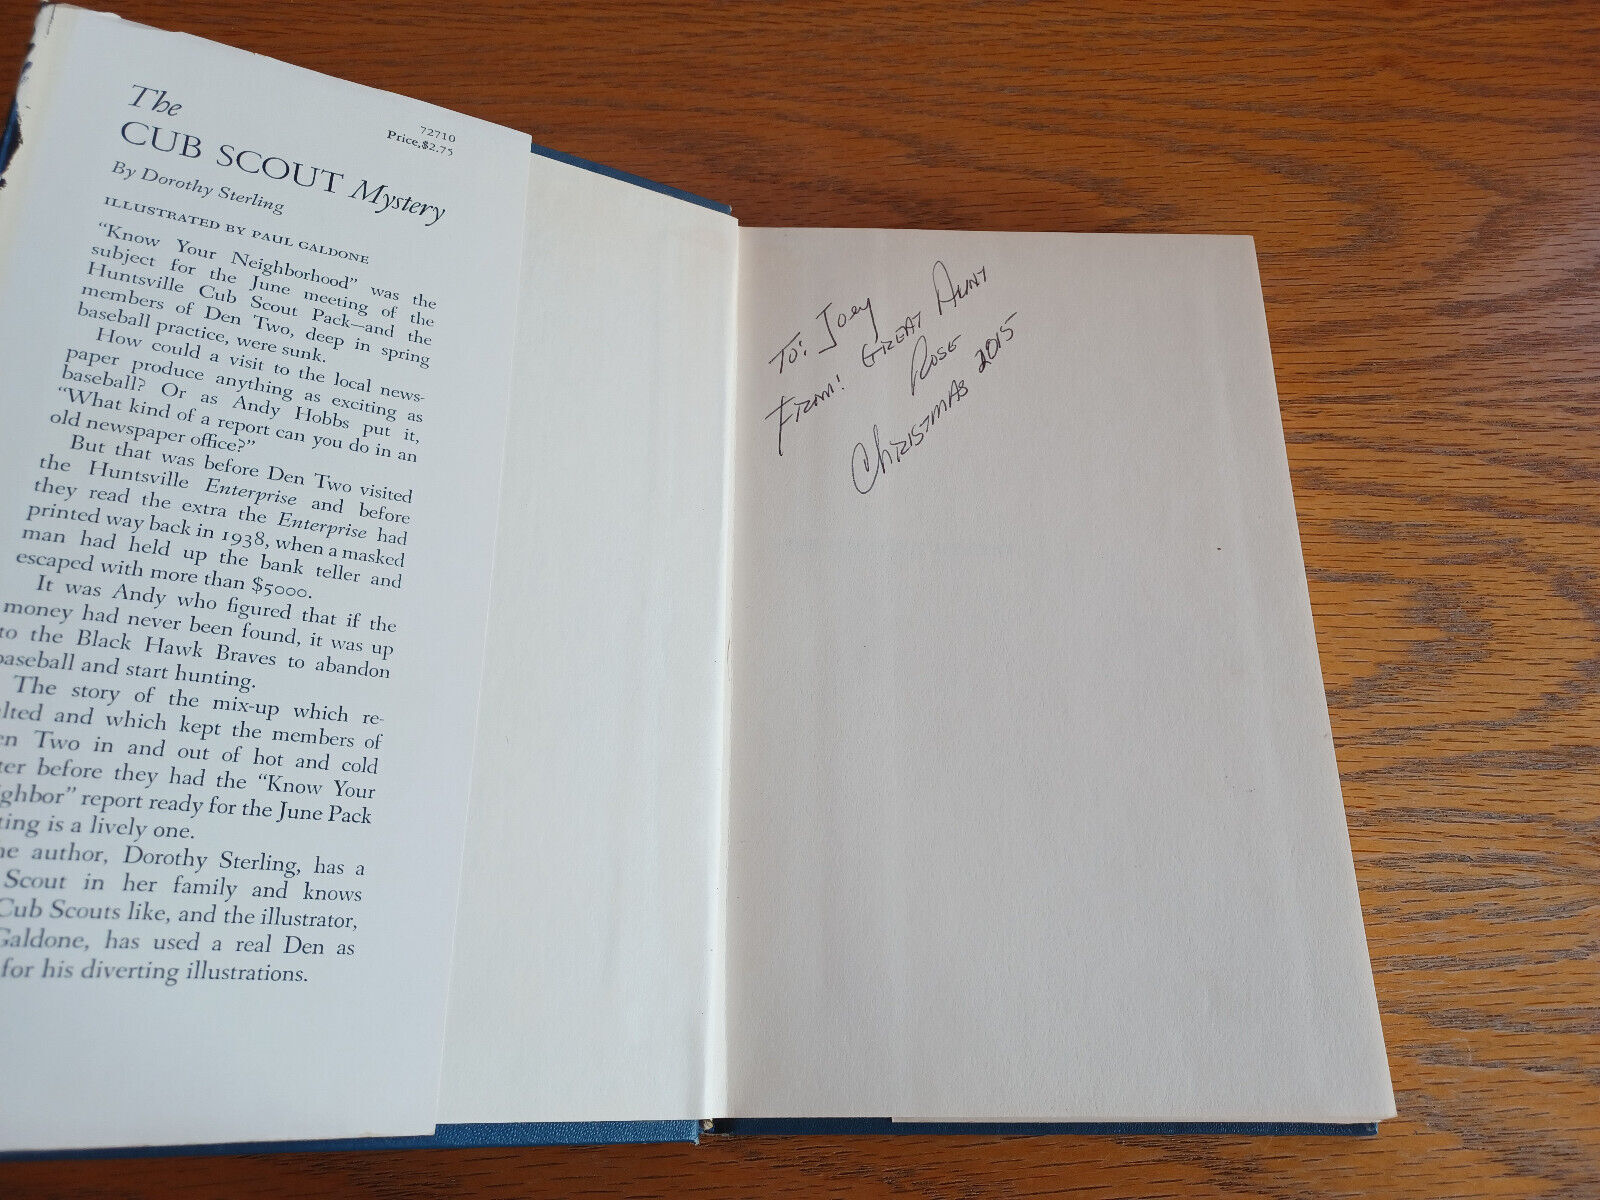 The
CUB SCOUT Mystery
72710
Price, $2.75
By Dorothy Sterling
ILLUSTRATED BY PAUL GALDONE
"Know Your Neighborhood" was the
subject for the June meeting of the
Huntsville Cub Scout Pack—and the
members of Den Two, deep in spring
baseball practice, were sunk.
How could a visit to the local news-
paper produce anything as exciting as
baseball? Or as Andy Hobbs put it,
"What kind of a report can you do in an
old newspaper office?"
But that was before Den Two visited
the Huntsville Enterprise and before
they read the extra the Enterprise had
printed way back in 1938, when a masked
man had held up the bank teller and
escaped with more than $5000.
It was Andy who figured that if the
money had never been found, it was up
to the Black Hawk Braves to abandon
baseball and start hunting.
The story of the mix-up which re-
lted and which kept the members of
en Two in and out of hot and cold
ter before they had the "Know Your
ghbor" report ready for the June Pack
ting is a lively one.
he author, Dorothy Sterling, has a
Scout in her family and knows
Cub Scouts like, and the illustrator,
Galdone, has used a real Den as
for his diverting illustrations.
To: Joey
From: Great Aunt
Rose
Christmas 2015